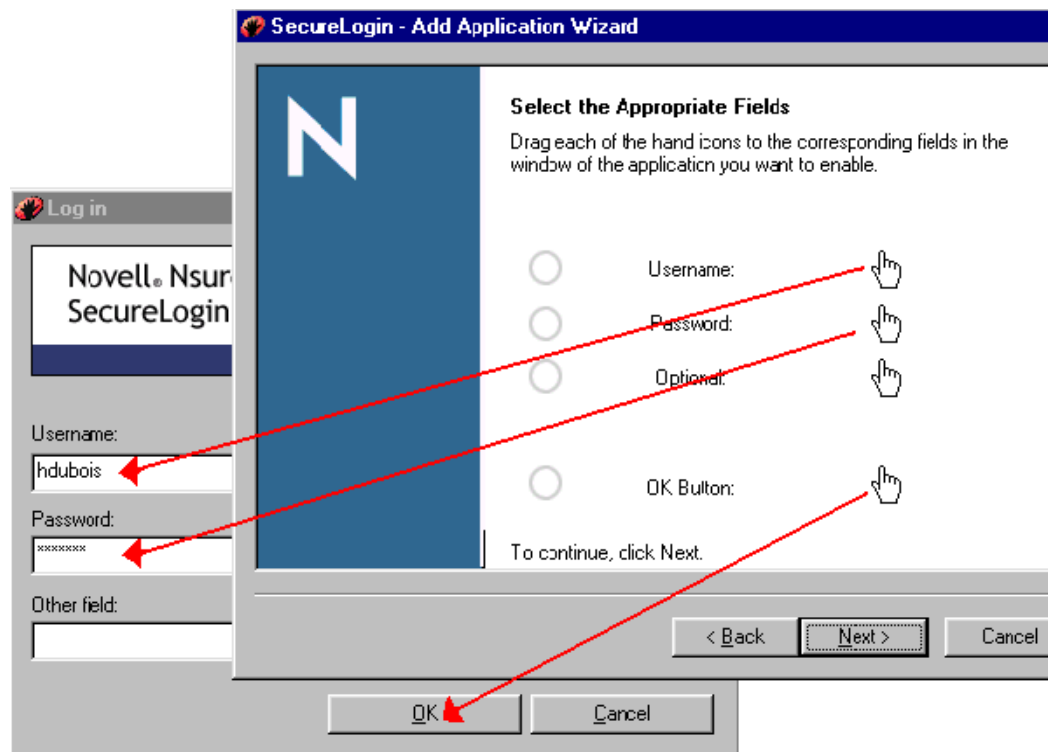 SecureLogin - Add Application Wizard
N
Select the Appropriate Fields
Drag each of the hand icons to the corresponding fields in the
window of the application you want to enable.
Username:
Password:
Optional:
OK Button:
To continue, click Next.
< Back
Next >
Cancel
Log in
Novell® Nsur
SecureLogin
Username:
hdubois
Password:
*******
Other field:
OK
Cancel